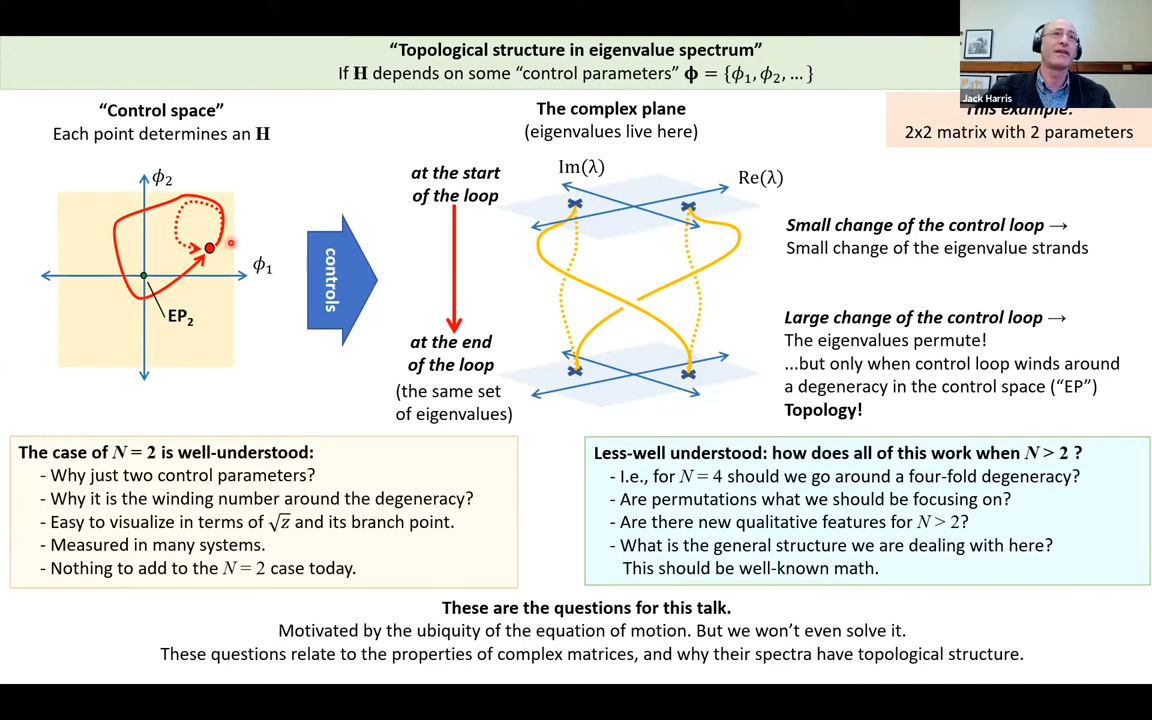 “Topological structure in eigenvalue spectrum”
If H depends on some “control parameters” ϕ = {ϕ₁, ϕ₂, …}
Jack Harris
This example:
2x2 matrix with 2 parameters
“Control space”
Each point determines an H
ϕ₂
ϕ₁
EP₂
controls
The complex plane
(eigenvalues live here)
at the start
of the loop
Im(λ)
Re(λ)
at the end
of the loop
(the same set
of eigenvalues)
Small change of the control loop →
Small change of the eigenvalue strands
Large change of the control loop →
The eigenvalues permute!
...but only when control loop winds around
a degeneracy in the control space (“EP”)
Topology!
The case of N = 2 is well-understood:
- Why just two control parameters?
- Why it is the winding number around the degeneracy?
- Easy to visualize in terms of √z and its branch point.
- Measured in many systems.
- Nothing to add to the N = 2 case today.
Less-well understood: how does all of this work when N > 2 ?
- I.e., for N = 4 should we go around a four-fold degeneracy?
- Are permutations what we should be focusing on?
- Are there new qualitative features for N > 2?
- What is the general structure we are dealing with here?
This should be well-known math.
These are the questions for this talk.
Motivated by the ubiquity of the equation of motion. But we won’t even solve it.
These questions relate to the properties of complex matrices, and why their spectra have topological structure.